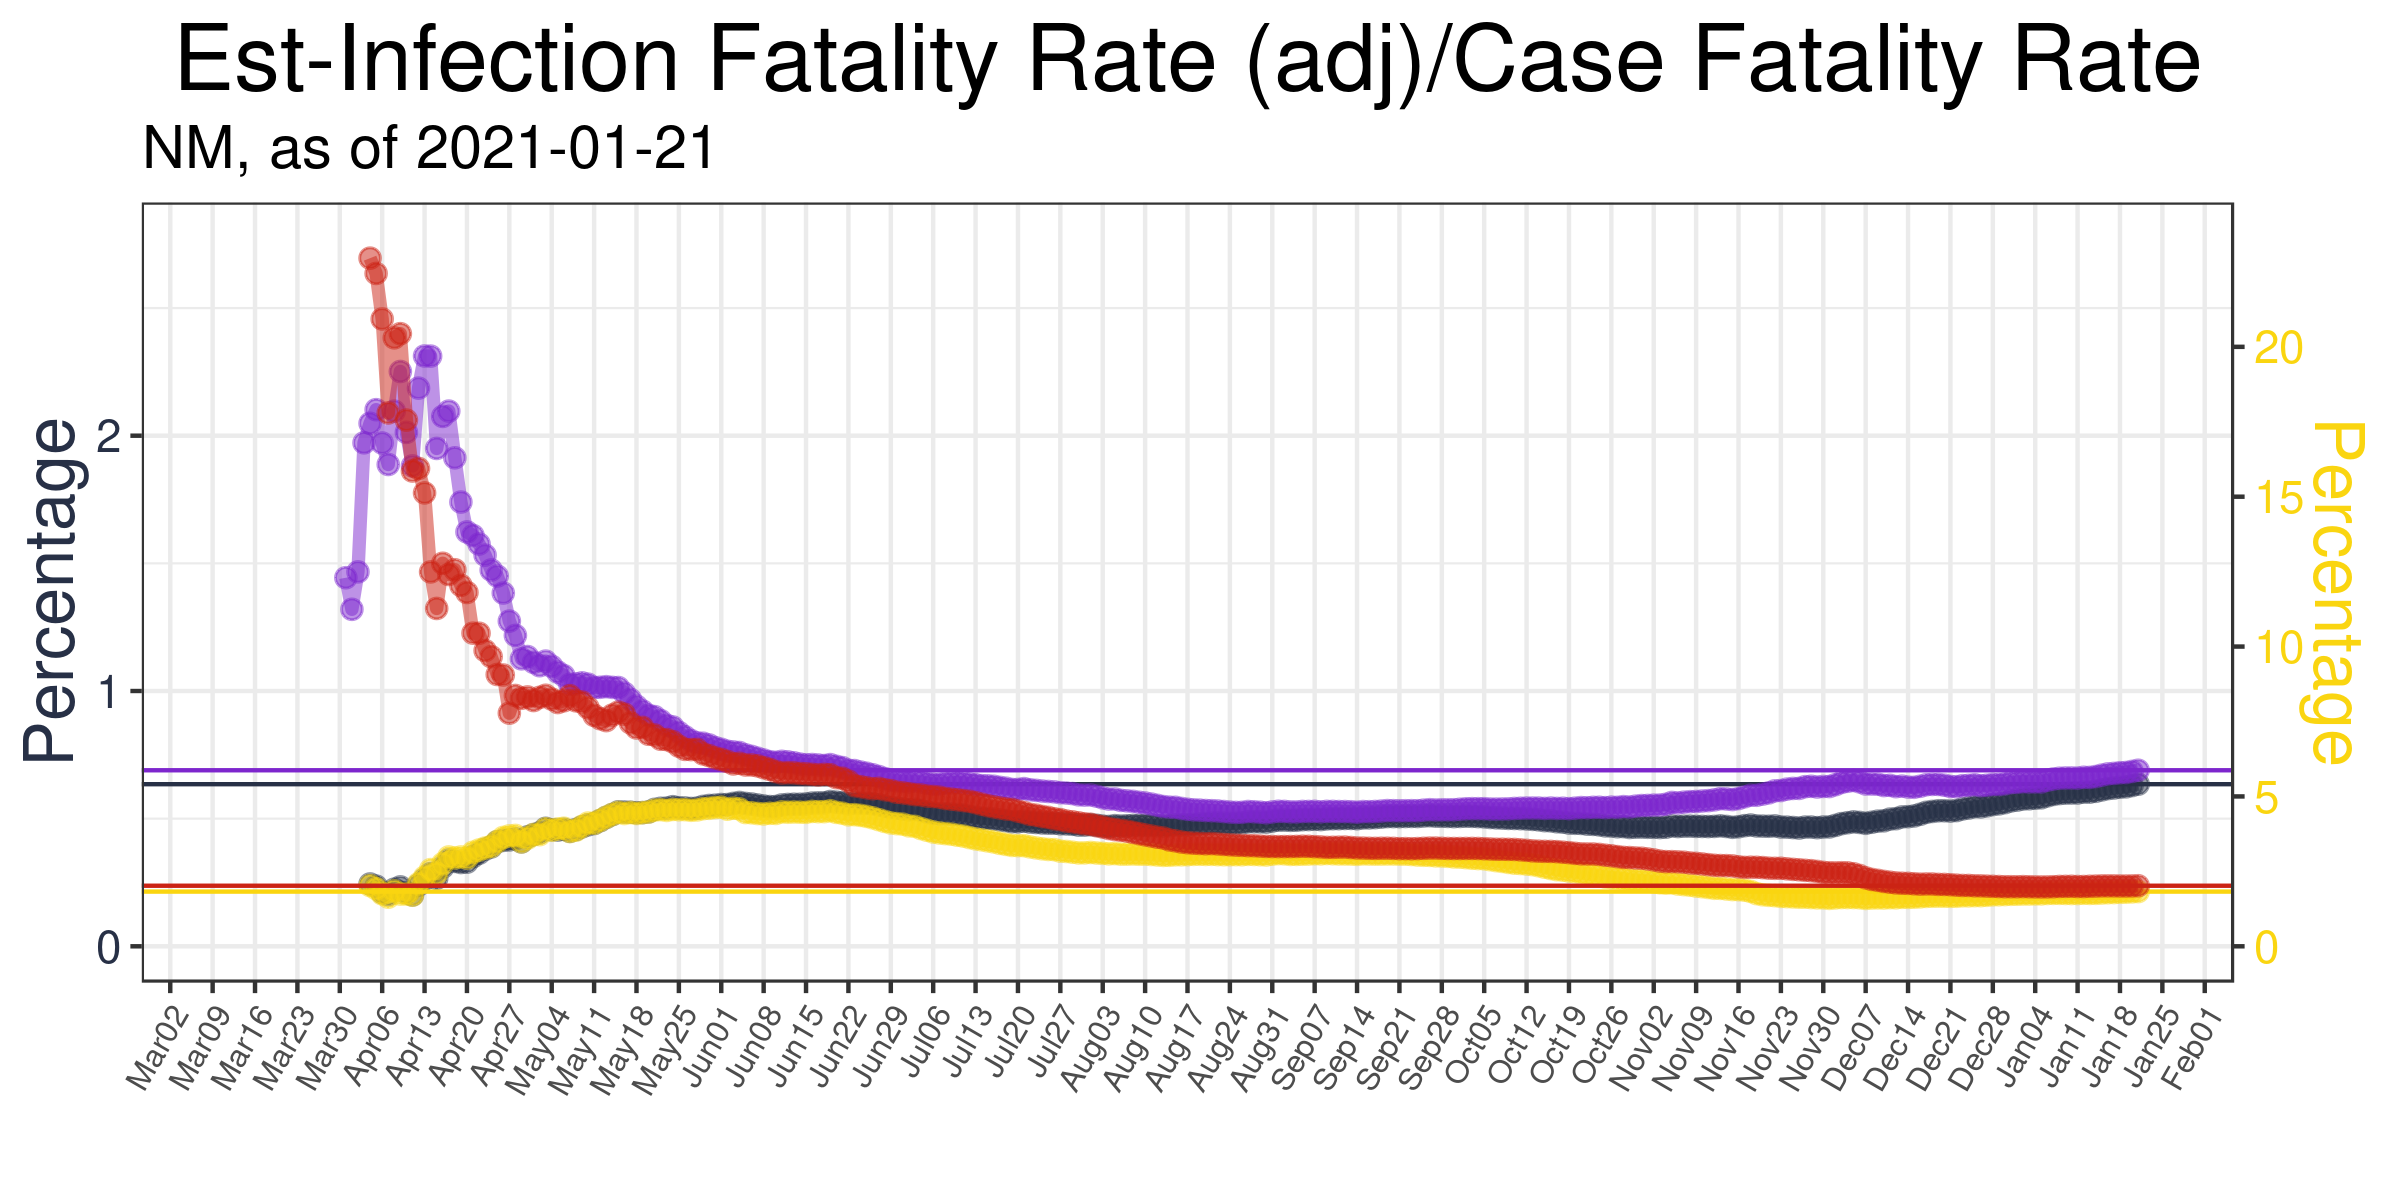 Est-Infection Fatality Rate (adj)/Case Fatality Rate
NM, as of 2021-01-21
Percentage
2
1
0
20
15
10
5
0
Percentage
Mar02 Mar09 Mar16 Mar23 Mar30 Apr06 Apr13 Apr20 Apr27 May04 May11 May18 May25 Jun01 Jun08 Jun15 Jun22 Jun29 Jul06 Jul13 Jul20 Jul27 Aug03 Aug10 Aug17 Aug24 Aug31 Sep07 Sep14 Sep21 Sep28 Oct05 Oct12 Oct19 Oct26 Nov02 Nov09 Nov16 Nov23 Nov30 Dec07 Dec14 Dec21 Dec28 Jan04 Jan11 Jan18 Jan25 Feb01